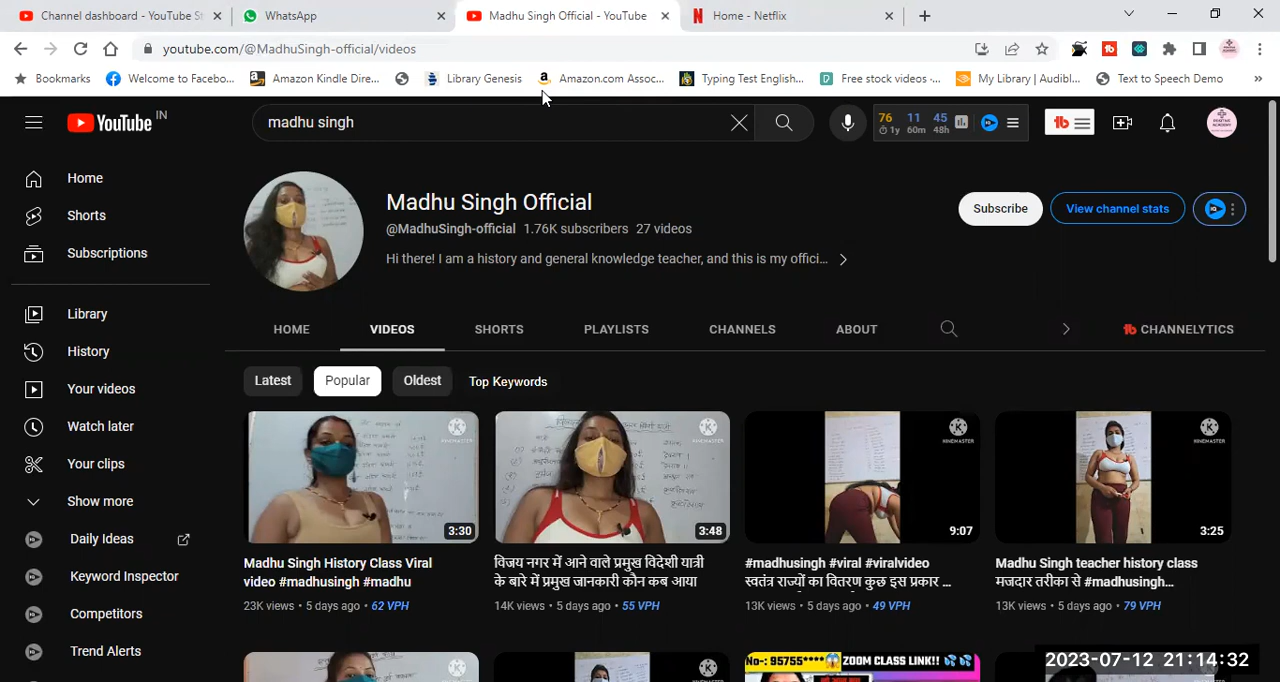 Channel dashboard - YouTube St
WhatsApp
Madhu Singh Official - YouTube
Home - Netflix
youtube.com/@MadhuSingh-official/videos
Bookmarks
Welcome to Facebo...
Amazon Kindle Dire...
Library Genesis
Amazon.com Assoc...
Typing Test English...
Free stock videos -...
My Library | Audibl...
Text to Speech Demo
YouTube IN
madhu singh
76 11 45
1y 60m 48h
Home
Shorts
Subscriptions
Library
History
Your videos
Watch later
Your clips
Show more
Daily Ideas
Keyword Inspector
Competitors
Trend Alerts
Madhu Singh Official
@MadhuSingh-official 1.76K subscribers 27 videos
Hi there! I am a history and general knowledge teacher, and this is my offici...
Subscribe
View channel stats
HOME
VIDEOS
SHORTS
PLAYLISTS
CHANNELS
ABOUT
CHANNELYTICS
Latest
Popular
Oldest
Top Keywords
KINEMASTER
3:30
Madhu Singh History Class Viral
video #madhusingh #madhu
23K views • 5 days ago • 62 VPH
KINEMASTER
3:48
विजय नगर में आने वाले प्रमुख विदेशी यात्री
के बारे में प्रमुख जानकारी कौन कब आया
14K views • 5 days ago • 55 VPH
KINEMASTER
9:07
#madhusingh #viral #viralvideo
स्वतंत्र राज्यों का वितरण कुछ इस प्रकार ...
13K views • 5 days ago • 49 VPH
KINEMASTER
3:25
Madhu Singh teacher history class
मजदार तरीका से #madhusingh...
13K views • 5 days ago • 79 VPH
No-: 95755**** ZOOM CLASS LINK!!
2023-07-12 21:14:32